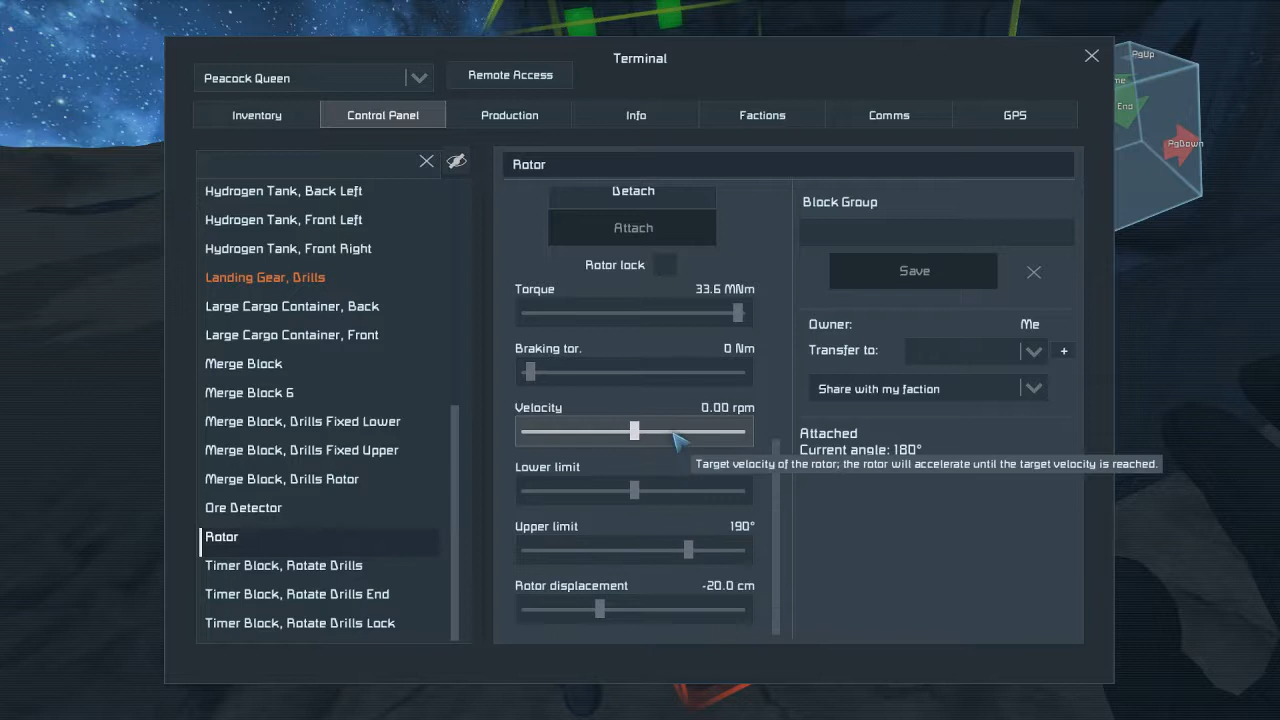 Terminal
Peacock Queen
Remote Access
Inventory
Control Panel
Production
Info
Factions
Comms
GPS
Hydrogen Tank, Back Left
Hydrogen Tank, Front Left
Hydrogen Tank, Front Right
Landing Gear, Drills
Large Cargo Container, Back
Large Cargo Container, Front
Merge Block
Merge Block 6
Merge Block, Drills Fixed Lower
Merge Block, Drills Fixed Upper
Merge Block, Drills Rotor
Ore Detector
Rotor
Timer Block, Rotate Drills
Timer Block, Rotate Drills End
Timer Block, Rotate Drills Lock
Rotor
Detach
Attach
Rotor lock
Torque 33.6 MNm
Braking tor. 0 Nm
Velocity 0.00 rpm
Target velocity of the rotor; the rotor will accelerate until the target velocity is reached.
Lower limit
Upper limit 190°
Rotor displacement -20.0 cm
Block Group
Save
Owner: Me
Transfer to:
+
Share with my faction
Attached
Current angle: 180°
PgUp
End
PgDown